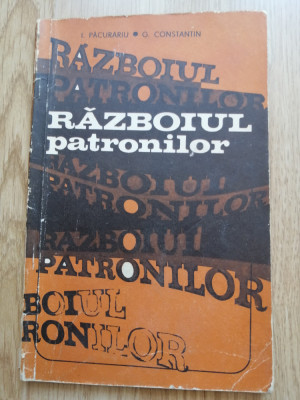 I. PĂCURARIU ● G. CONSTANTIN
RĂZBOIUL
PATRONILOR
RĂZBOIUL
patronilor
RĂZBOIUL
PATRONILOR
RĂZBOIUL
PATRONILOR
BOIUL
RONILOR